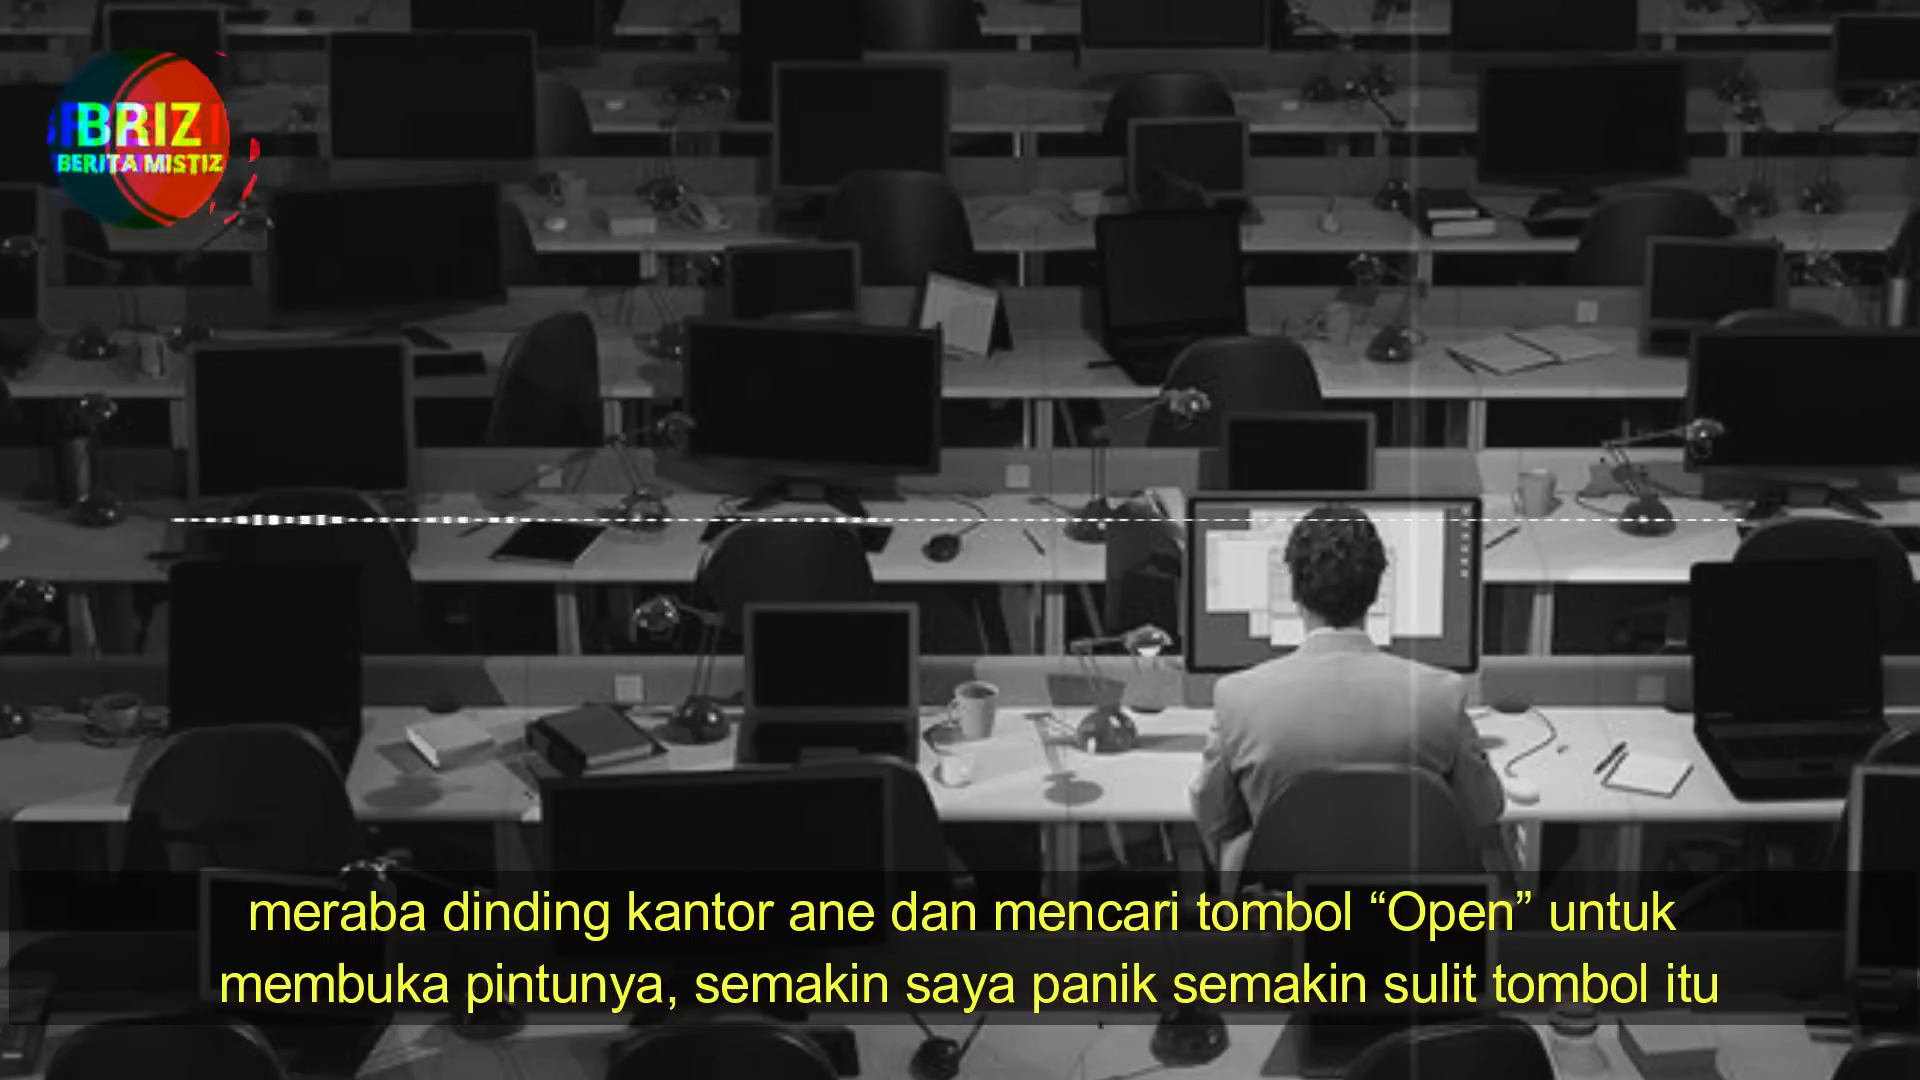 BRIZ
BERITA MISTIZ
meraba dinding kantor ane dan mencari tombol “Open” untuk
membuka pintunya, semakin saya panik semakin sulit tombol itu